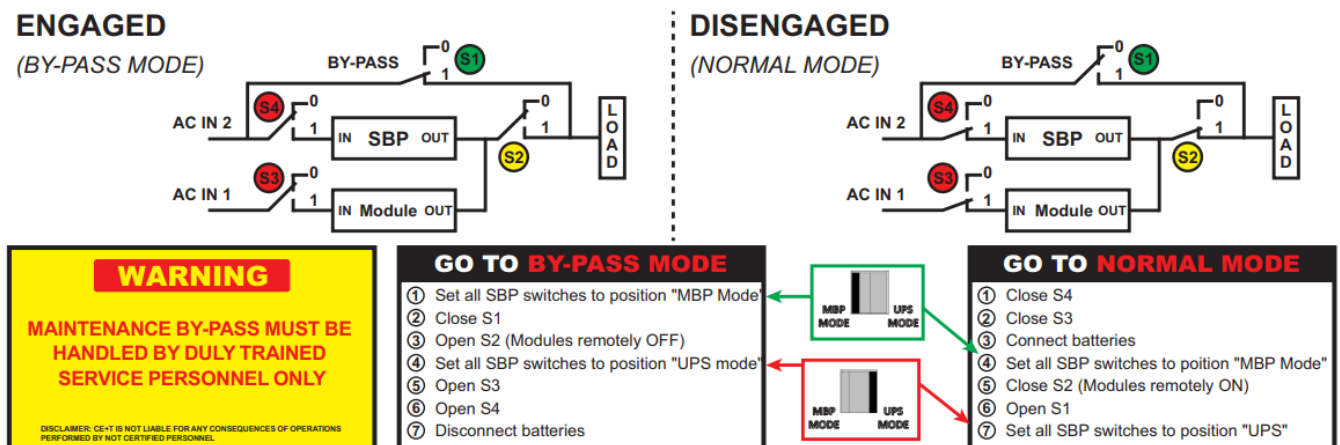 ENGAGED
(BY-PASS MODE)
BY-PASS
0
1
S1
AC IN 2
S4
0
1
IN SBP OUT
0
1
S2
LOAD
AC IN 1
S3
0
1
IN Module OUT
DISENGAGED
(NORMAL MODE)
BY-PASS
0
1
S1
AC IN 2
S4
0
1
IN SBP OUT
0
1
S2
LOAD
AC IN 1
S3
0
1
IN Module OUT
WARNING
MAINTENANCE BY-PASS MUST BE
HANDLED BY DULY TRAINED
SERVICE PERSONNEL ONLY
DISCLAIMER: CE+T IS NOT LIABLE FOR ANY CONSEQUENCES OF OPERATIONS
PERFORMED BY NOT CERTIFIED PERSONNEL
GO TO BY-PASS MODE
① Set all SBP switches to position "MBP Mode"
② Close S1
③ Open S2 (Modules remotely OFF)
④ Set all SBP switches to position "UPS mode"
⑤ Open S3
⑥ Open S4
⑦ Disconnect batteries
MBP MODE
UPS MODE
MBP MODE
UPS MODE
GO TO NORMAL MODE
① Close S4
② Close S3
③ Connect batteries
④ Set all SBP switches to poition "MBP Mode"
⑤ Close S2 (Modules remotely ON)
⑥ Open S1
⑦ Set all SBP switches to position "UPS"